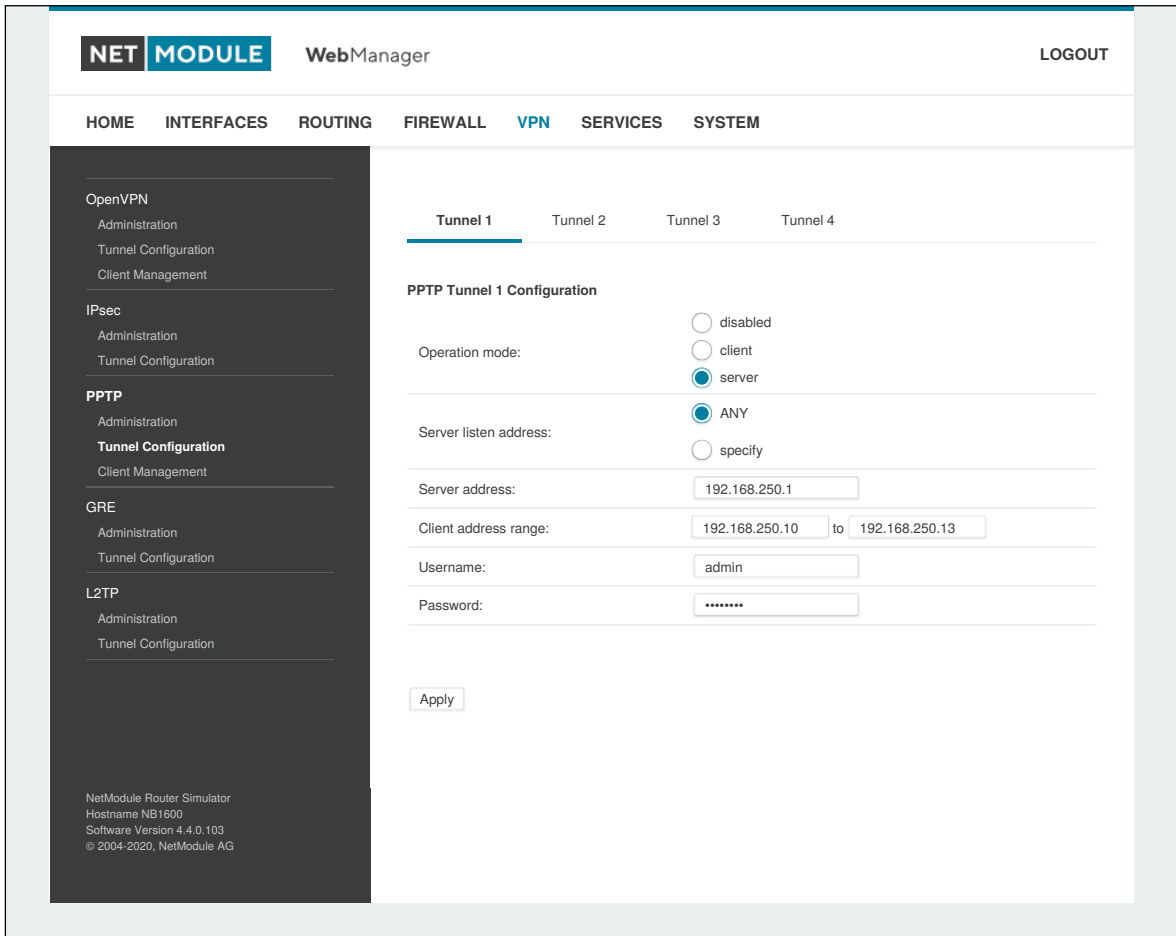 NET MODULE WebManager LOGOUT
HOME INTERFACES ROUTING FIREWALL VPN SERVICES SYSTEM
OpenVPN
Administration
Tunnel Configuration
Client Management
IPsec
Administration
Tunnel Configuration
PPTP
Administration
Tunnel Configuration
Client Management
GRE
Administration
Tunnel Configuration
L2TP
Administration
Tunnel Configuration
NetModule Router Simulator
Hostname NB1600
Software Version 4.4.0.103
© 2004-2020, NetModule AG
Tunnel 1 Tunnel 2 Tunnel 3 Tunnel 4
PPTP Tunnel 1 Configuration
Operation mode:
disabled
client
server
Server listen address:
ANY
specify
Server address: 192.168.250.1
Client address range: 192.168.250.10 to 192.168.250.13
Username: admin
Password: ••••••••
Apply